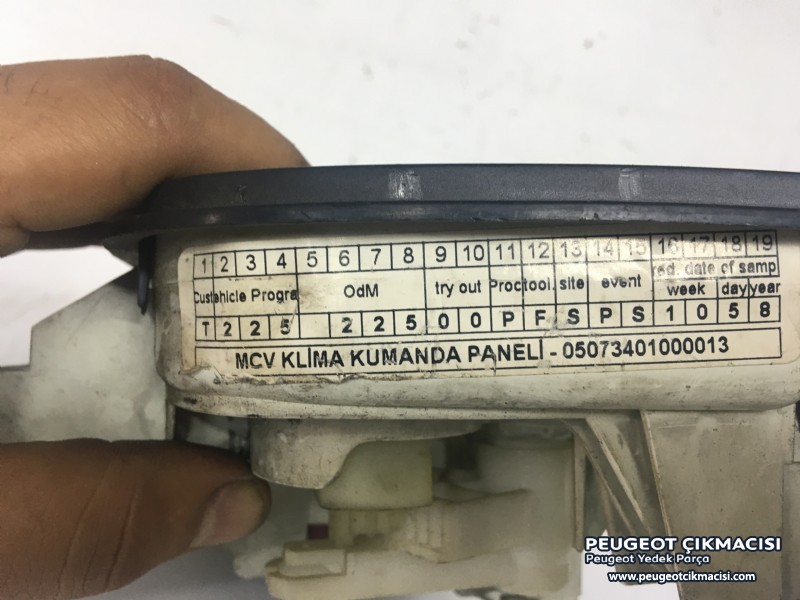 1 2 3 4 5 6 7 8 9 10 11 12 13 14 15 16 17 18 19
date of samp
Cust ehicle Progra OdM try out Proc tool. site event week day year
T 2 2 5 2 2 5 0 0 P F S P S 1 0 5 8
MCV KLİMA KUMANDA PANELİ - 05073401000013
PEUGEOT ÇIKMACISI
Peugeot Yedek Parça
www.peugeotcikmacisi.com